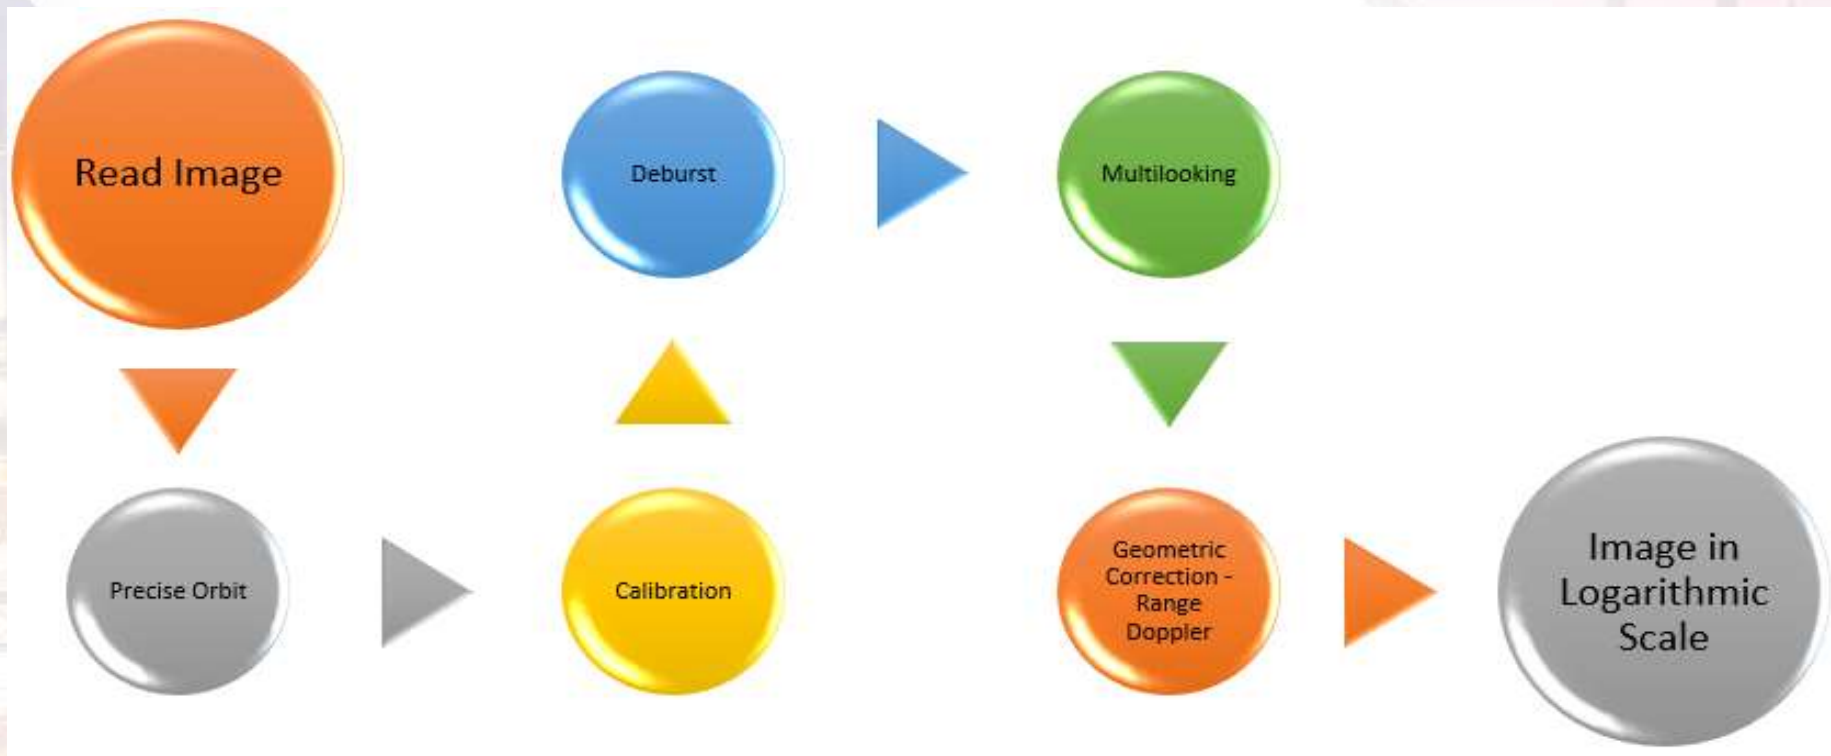 Read Image
Precise Orbit
Calibration
Deburst
Multilooking
Geometric
Correction -
Range
Doppler
Image in
Logarithmic
Scale